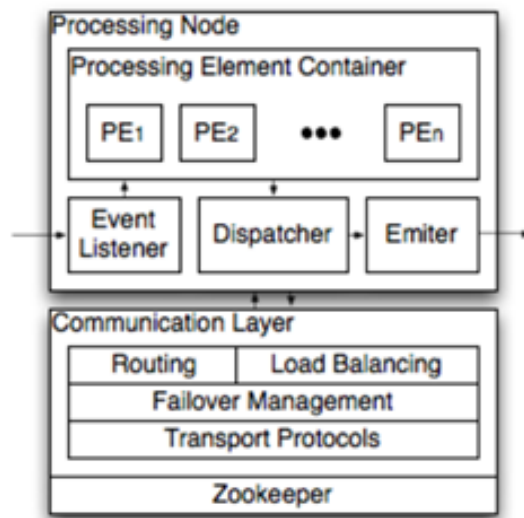 Processing Node
Processing Element Container
PE1 PE2 ••• PEn
Event Listener
Dispatcher
Emiter
Communication Layer
Routing Load Balancing
Failover Management
Transport Protocols
Zookeeper